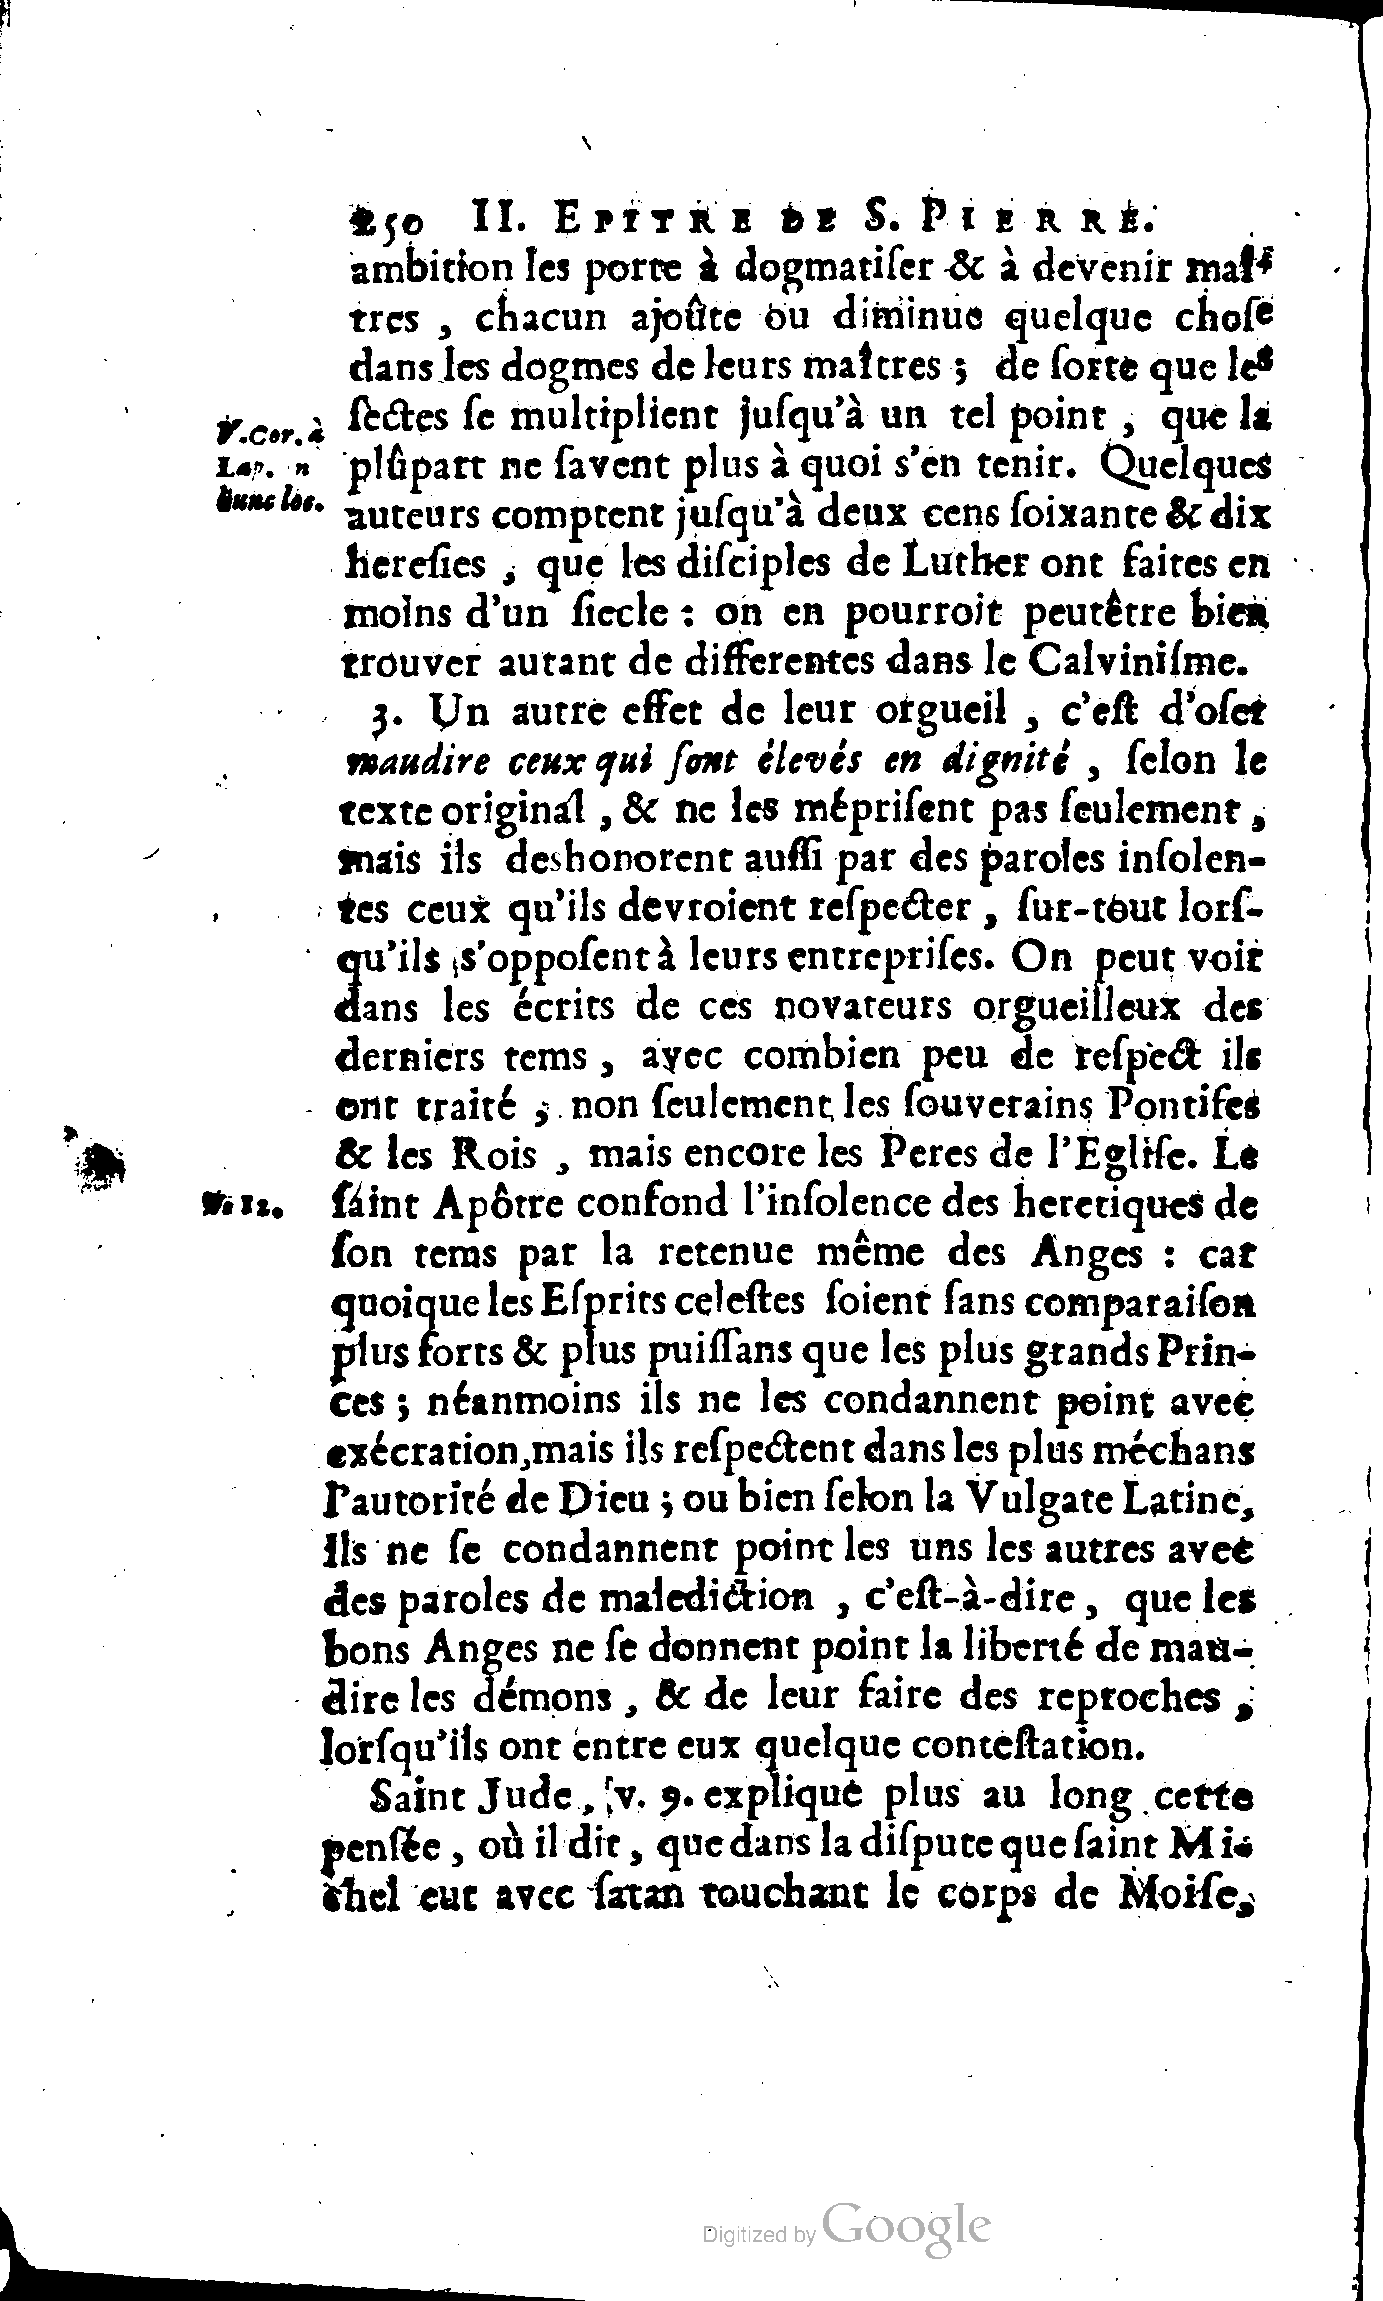 250 II. EPITRE DE S. PIERRE.
ambition les porte à dogmatiſer & à devenir maî-
tres , chacun ajoûte ou diminue quelque choſe
dans les dogmes de leurs maîtres ; de ſorte que les
ſectes ſe multiplient juſqu'à un tel point , que la
V. Cor. à
Lap. n
hunc loc.
plûpart ne ſavent plus à quoi s'en tenir. Quelques
auteurs comptent juſqu'à deux cens ſoixante & dix
hereſies , que les diſciples de Luther ont faites en
moins d'un ſiecle : on en pourroit peutêtre bien
trouver autant de differentes dans le Calviniſme.
3. Un autre effet de leur orgueil , c'eſt d'oſer
maudire ceux qui ſont élevés en dignité , ſelon le
texte original , & ne les mépriſent pas ſeulement ,
mais ils deshonorent auſſi par des paroles inſolen-
tes ceux qu'ils devroient reſpecter , ſur-tout lorſ-
qu'ils s'oppoſent à leurs entrepriſes. On peut voir
dans les écrits de ces novateurs orgueilleux des
derniers tems , avec combien peu de reſpect ils
ont traité , non ſeulement les ſouverains Pontifes
& les Rois , mais encore les Peres de l'Egliſe. Le
V. 12.
ſaint Apôtre confond l'inſolence des heretiques de
ſon tems par la retenue même des Anges : car
quoique les Eſprits celeſtes ſoient ſans comparaiſon
plus forts & plus puiſſans que les plus grands Prin-
ces ; néanmoins ils ne les condannent point avec
exécration, mais ils reſpectent dans les plus méchans
l'autorité de Dieu ; ou bien ſelon la Vulgate Latine,
Ils ne ſe condannent point les uns les autres avec
des paroles de malediction , c'eſt-à-dire , que les
bons Anges ne ſe donnent point la liberté de mau-
dire les démons , & de leur faire des reproches ,
lorſqu'ils ont entre eux quelque conteſtation.
Saint Jude, v. 9. explique plus au long cette
penſée , où il dit , que dans la diſpute que ſaint Mi-
chel eut avec ſatan touchant le corps de Moiſe,
Digitized by Google